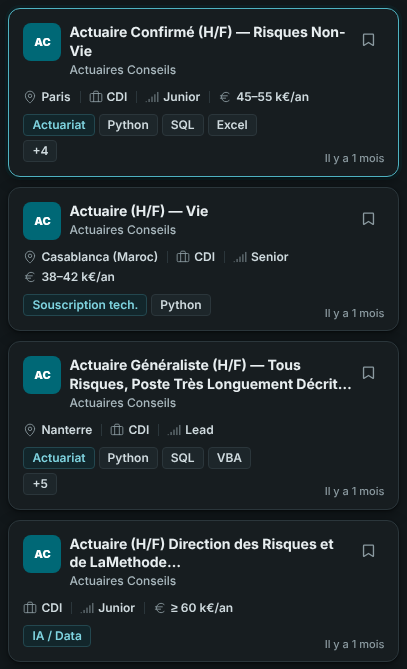 AC
Actuaire Confirmé (H/F) — Risques Non-
Vie
Actuaires Conseils
Paris CDI Junior 45–55 k€/an
Actuariat Python SQL Excel
+4
Il y a 1 mois
AC
Actuaire (H/F) — Vie
Actuaires Conseils
Casablanca (Maroc) CDI Senior
€ 38–42 k€/an
Souscription tech. Python
Il y a 1 mois
AC
Actuaire Généraliste (H/F) — Tous
Risques, Poste Très Longuement Décrit...
Actuaires Conseils
Nanterre CDI Lead
Actuariat Python SQL VBA
+5
Il y a 1 mois
AC
Actuaire (H/F) Direction des Risques et
de LaMethode...
Actuaires Conseils
CDI Junior € ≥ 60 k€/an
IA / Data
Il y a 1 mois